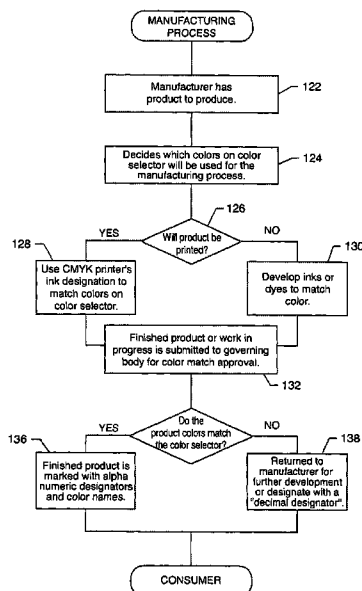 MANUFACTURING
PROCESS
Manufacturer has
product to produce.
122
Decides which colors on color
selector will be used for the
manufacturing process.
124
126
YES
Will product be
printed?
NO
128
130
Use CMYK printer's
ink designation to
match colors on
color selector.
Develop inks or
dyes to match
color.
Finished product or work in
progress is submitted to governing
body for color match approval.
132
YES
Do the
product colors match
the color selector?
NO
136
138
Finished product is
marked with alpha
numeric designators
and color names.
Returned to
manufacturer for
further development
or designate with a
"decimal designator".
CONSUMER